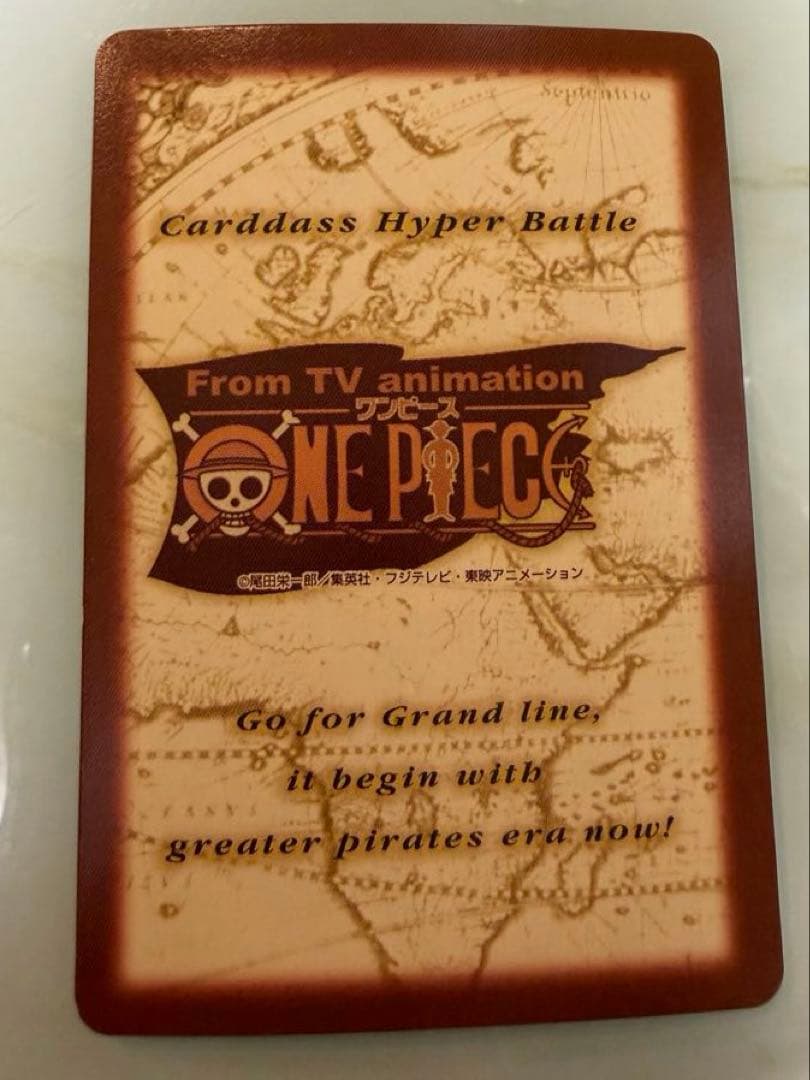 Septentrio
Carddass Hyper Battle
From TV animation
ワンピース
ONE PIECE
©尾田栄一郎/集英社・フジテレビ・東映アニメーション
Go for Grand line,
it begin with
greater pirates era now!